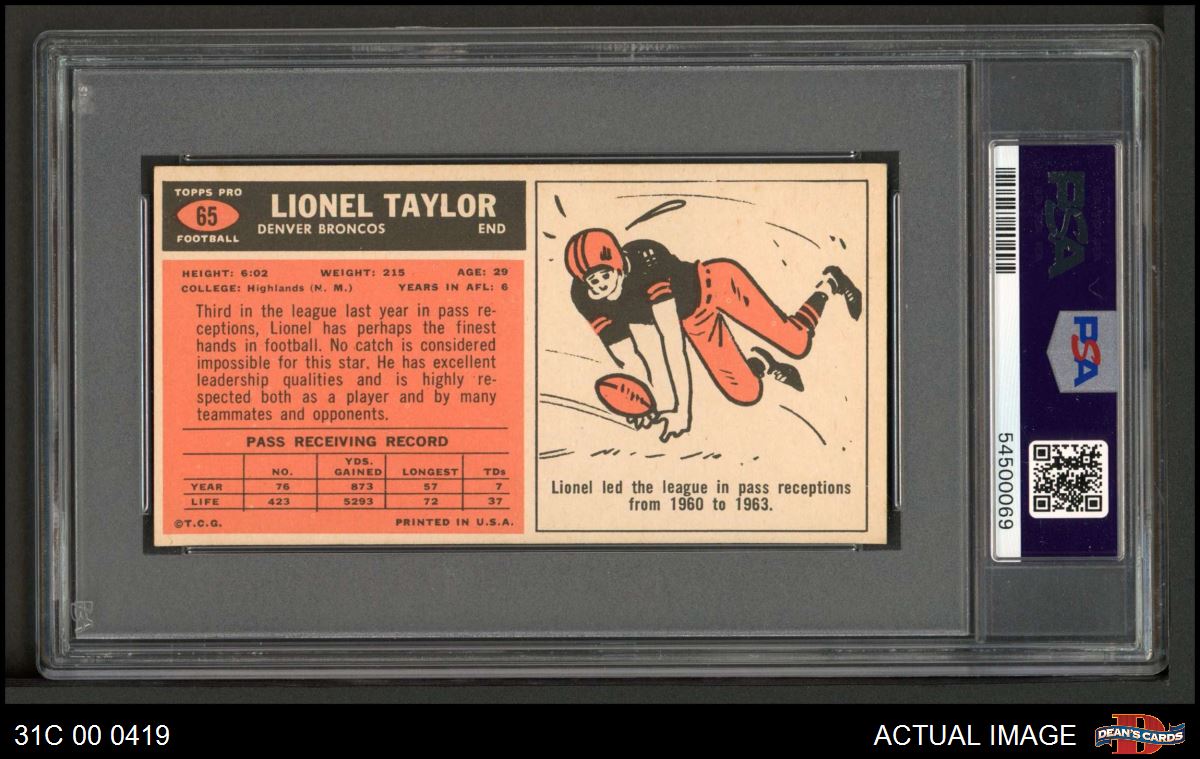 TOPPS PRO
65
FOOTBALL
LIONEL TAYLOR
DENVER BRONCOS END
HEIGHT: 6:02 WEIGHT: 215 AGE: 29
COLLEGE: Highlands (N. M.) YEARS IN AFL: 6
Third in the league last year in pass re-
ceptions, Lionel has perhaps the finest
hands in football. No catch is considered
impossible for this star. He has excellent
leadership qualities and is highly re-
spected both as a player and by many
teammates and opponents.
PASS RECEIVING RECORD
NO. YDS. GAINED LONGEST TDs
YEAR 76 873 57 7
LIFE 423 5293 72 37
©T.C.G. PRINTED IN U.S.A.
Lionel led the league in pass receptions
from 1960 to 1963.
PSA
PSA
54500069
31C 00 0419
ACTUAL IMAGE
DEAN'S CARDS